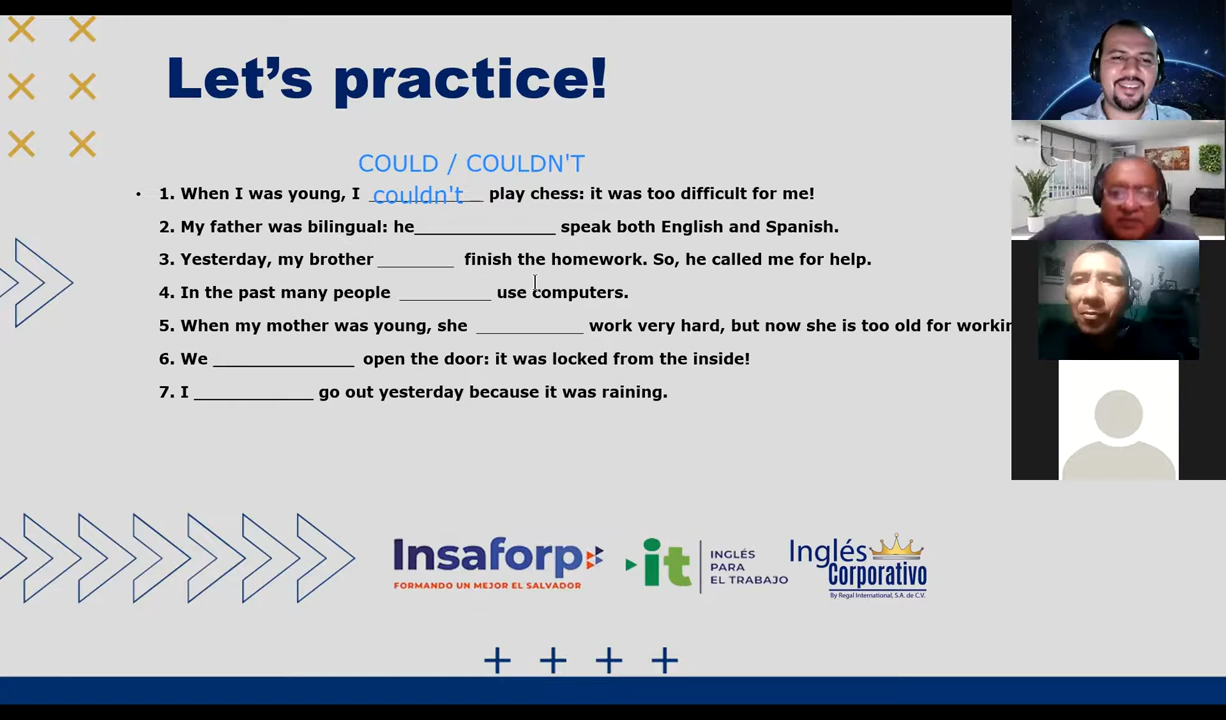 Let's practice!
COULD / COULDN'T
• 1. When I was young, I couldn't play chess: it was too difficult for me!
2. My father was bilingual: he_____________ speak both English and Spanish.
3. Yesterday, my brother ________ finish the homework. So, he called me for help.
4. In the past many people __________ use computers.
5. When my mother was young, she ___________ work very hard, but now she is too old for workin
6. We ______________ open the door: it was locked from the inside!
7. I ____________ go out yesterday because it was raining.
Insaforp
FORMANDO UN MEJOR EL SALVADOR
it
INGLÉS
PARA
EL TRABAJO
Inglés
Corporativo
By Regal International, S.A. de C.V.